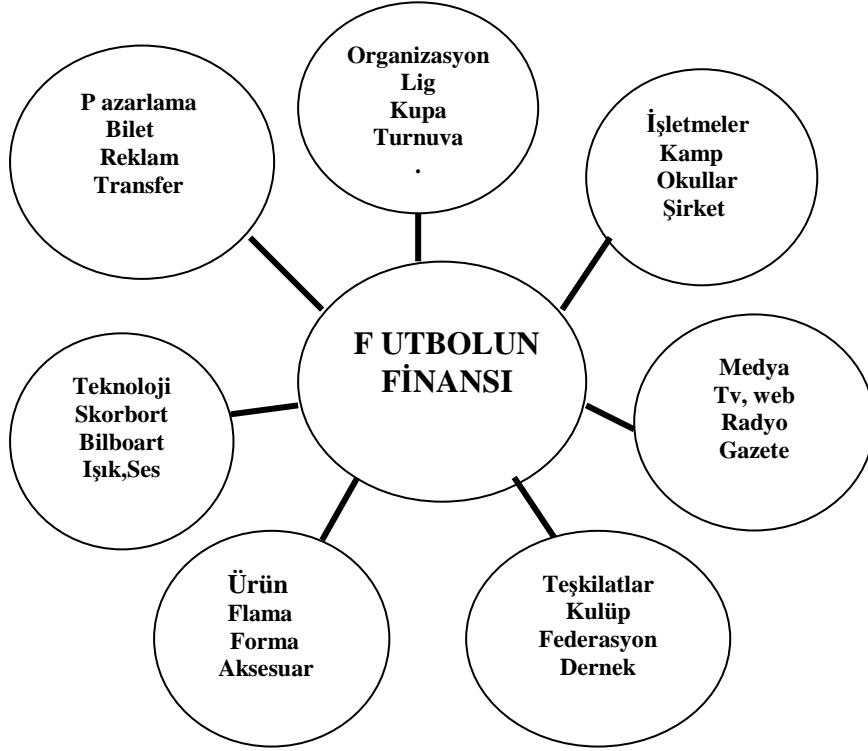 Organizasyon
Lig
Kupa
Turnuva
.
P azarlama
Bilet
Reklam
Transfer
İşletmeler
Kamp
Okullar
Şirket
F UTBOLUN
FİNANSI
Medya
Tv, web
Radyo
Gazete
Teknoloji
Skorbort
Bilboart
Işık,Ses
Ürün
Flama
Forma
Aksesuar
Teşkilatlar
Kulüp
Federasyon
Dernek